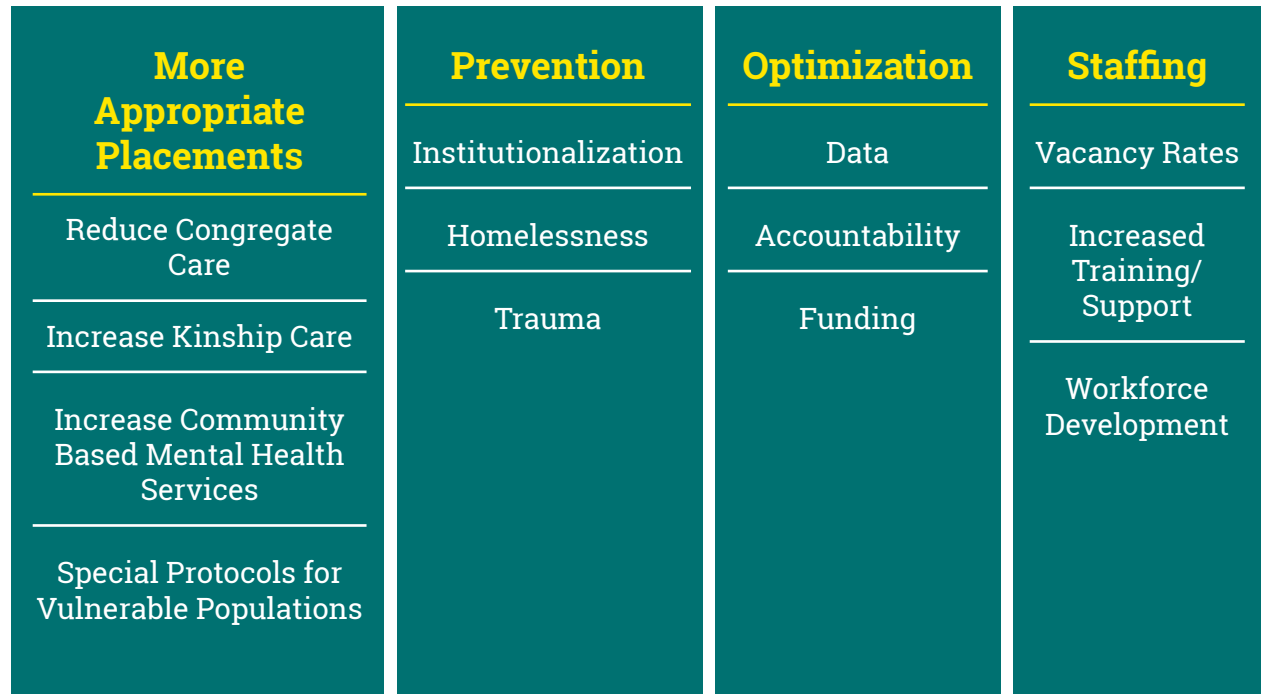 More
Appropriate
Placements
Reduce Congregate
Care
Increase Kinship Care
Increase Community
Based Mental Health
Services
Special Protocols for
Vulnerable Populations
Prevention
Institutionalization
Homelessness
Trauma
Optimization
Data
Accountability
Funding
Staffing
Vacancy Rates
Increased
Training/
Support
Workforce
Development